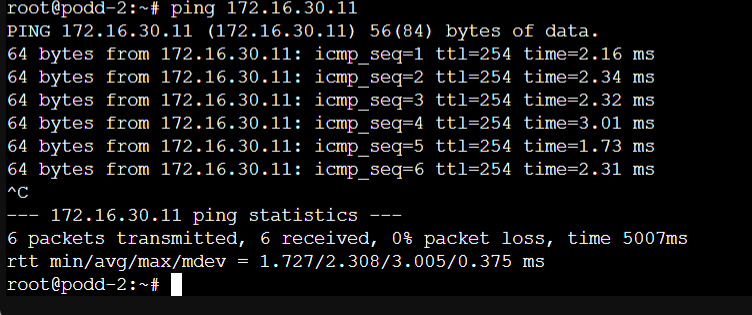 root@podd-2:~# ping 172.16.30.11
PING 172.16.30.11 (172.16.30.11) 56(84) bytes of data.
64 bytes from 172.16.30.11: icmp_seq=1 ttl=254 time=2.16 ms
64 bytes from 172.16.30.11: icmp_seq=2 ttl=254 time=2.34 ms
64 bytes from 172.16.30.11: icmp_seq=3 ttl=254 time=2.32 ms
64 bytes from 172.16.30.11: icmp_seq=4 ttl=254 time=3.01 ms
64 bytes from 172.16.30.11: icmp_seq=5 ttl=254 time=1.73 ms
64 bytes from 172.16.30.11: icmp_seq=6 ttl=254 time=2.31 ms
^C
--- 172.16.30.11 ping statistics ---
6 packets transmitted, 6 received, 0% packet loss, time 5007ms
rtt min/avg/max/mdev = 1.727/2.308/3.005/0.375 ms
root@podd-2:~#